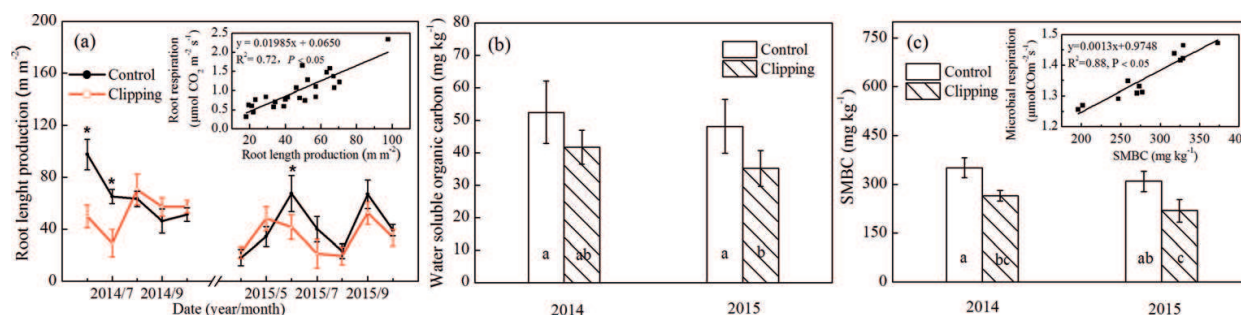 (a)
Root lenght production (m m-2)
200
160
120
80
40
0
Control
Clipping
Root respiration
(μmol CO2 m-2 s-1)
2.5
2.0
1.5
1.0
0.5
0.0
y = 0.01985x + 0.0650
R2= 0.72, P < 0.05
20 40 60 80 100
Root length production (m m-2)
*
*
*
2014/7 2014/9 2015/5 2015/7 2015/9
Date (year/month)
(b)
Water soluble organic carbon (mg kg-1)
80
70
60
50
40
30
20
10
0
Control
Clipping
a ab a b
2014 2015
(c)
SMBC (mg kg-1)
750
600
450
300
150
0
Control
Clipping
Microbial respiration
(μmolCOm-2s-1)
1.5
1.4
1.3
1.2
y=0.0013x+0.9748
R2=0.88, P < 0.05
200 240 280 320 360 400
SMBC (mg kg-1)
a bc ab c
2014 2015